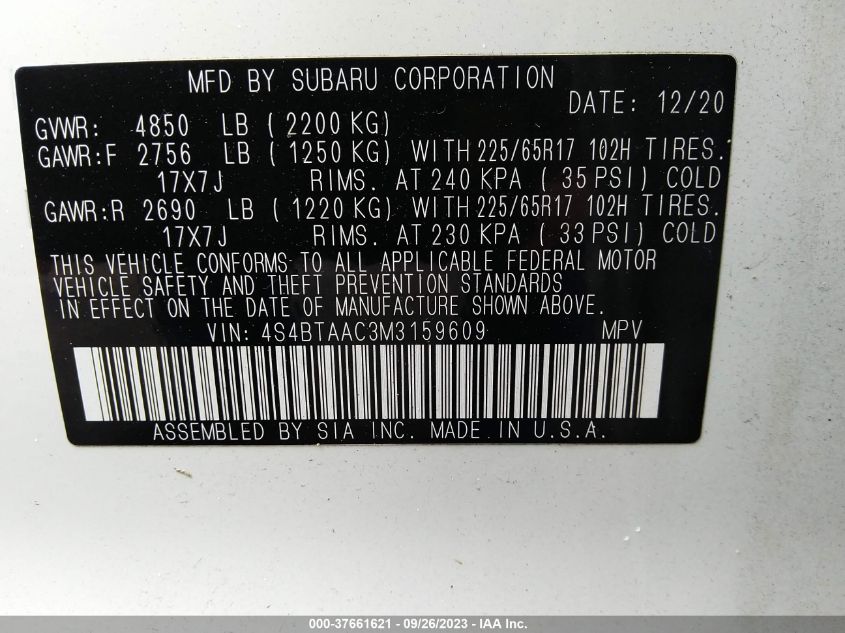 MFD BY SUBARU CORPORATION
DATE: 12/20
GVWR: 4850 LB ( 2200 KG)
GAWR:F 2756 LB ( 1250 KG) WITH 225/65R17 102H TIRES.
17X7J RIMS. AT 240 KPA ( 35 PSI) COLD
GAWR:R 2690 LB ( 1220 KG) WITH 225/65R17 102H TIRES.
17X7J RIMS. AT 230 KPA ( 33 PSI) COLD
THIS VEHICLE CONFORMS TO ALL APPLICABLE FEDERAL MOTOR
VEHICLE SAFETY AND THEFT PREVENTION STANDARDS
IN EFFECT ON THE DATE OF MANUFACTURE SHOWN ABOVE.
VIN: 4S4BTAAC3M3159609 MPV
ASSEMBLED BY SIA INC. MADE IN U.S.A.
000-37661621 - 09/26/2023 - IAA Inc.